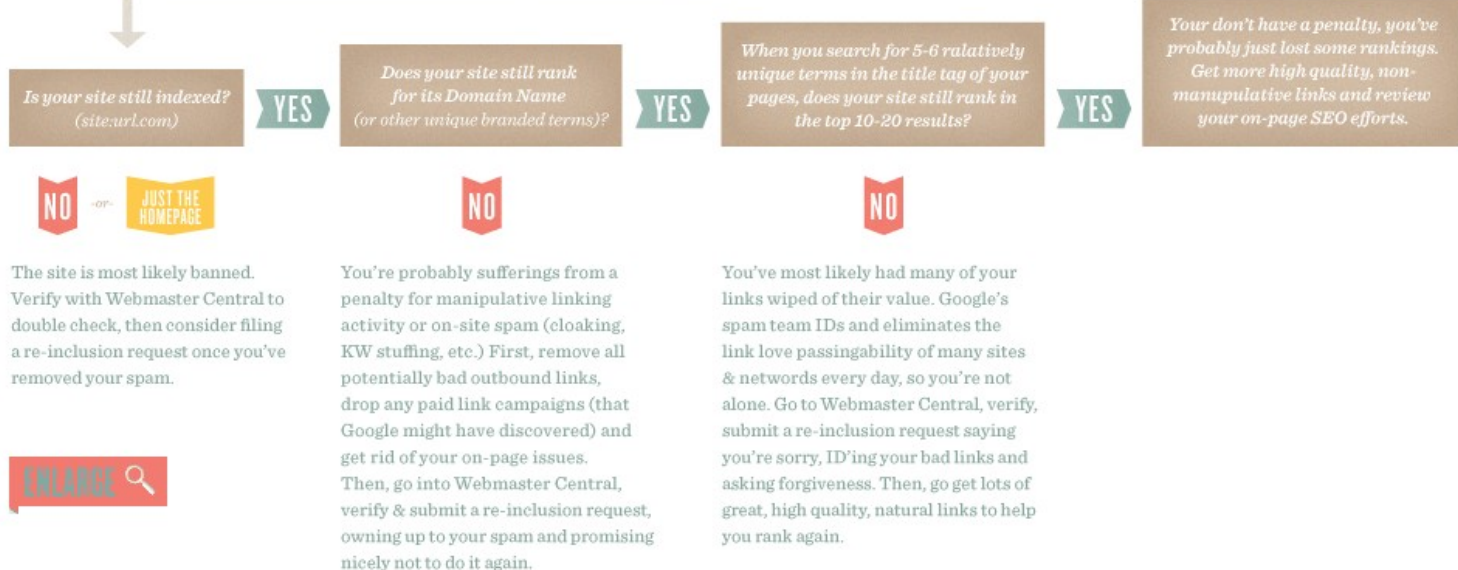 Is your site still indexed?
(site:url.com)
YES
Does your site still rank
for its Domain Name
(or other unique branded terms)?
YES
When you search for 5-6 ralatively
unique terms in the title tag of your
pages, does your site still rank in
the top 10-20 results?
YES
Your don't have a penalty, you've
probably just lost some rankings.
Get more high quality, non-
manupulative links and review
your on-page SEO efforts.
NO
-or-
JUST THE
HOMEPAGE
The site is most likely banned.
Verify with Webmaster Central to
double check, then consider filing
a re-inclusion request once you've
removed your spam.
ENLARGE
NO
You're probably sufferings from a
penalty for manipulative linking
activity or on-site spam (cloaking,
KW stuffing, etc.) First, remove all
potentially bad outbound links,
drop any paid link campaigns (that
Google might have discovered) and
get rid of your on-page issues.
Then, go into Webmaster Central,
verify & submit a re-inclusion request,
owning up to your spam and promising
nicely not to do it again.
NO
You've most likely had many of your
links wiped of their value. Google's
spam team IDs and eliminates the
link love passingability of many sites
& networds every day, so you're not
alone. Go to Webmaster Central, verify,
submit a re-inclusion request saying
you're sorry, ID'ing your bad links and
asking forgiveness. Then, go get lots of
great, high quality, natural links to help
you rank again.